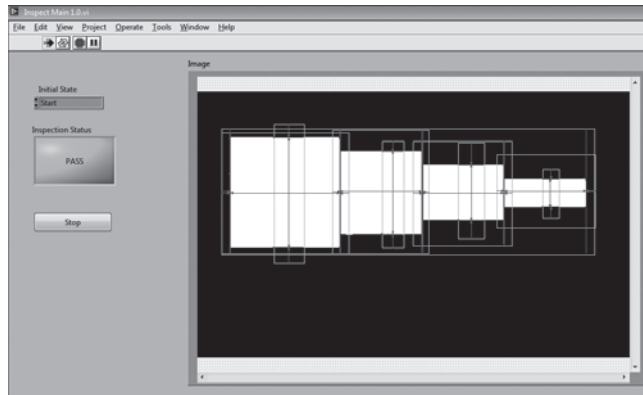 Inspect Main 1.0.vi
File Edit View Project Operate Tools Window Help
Image
Initial State
Start
Inspection Status
PASS
Stop